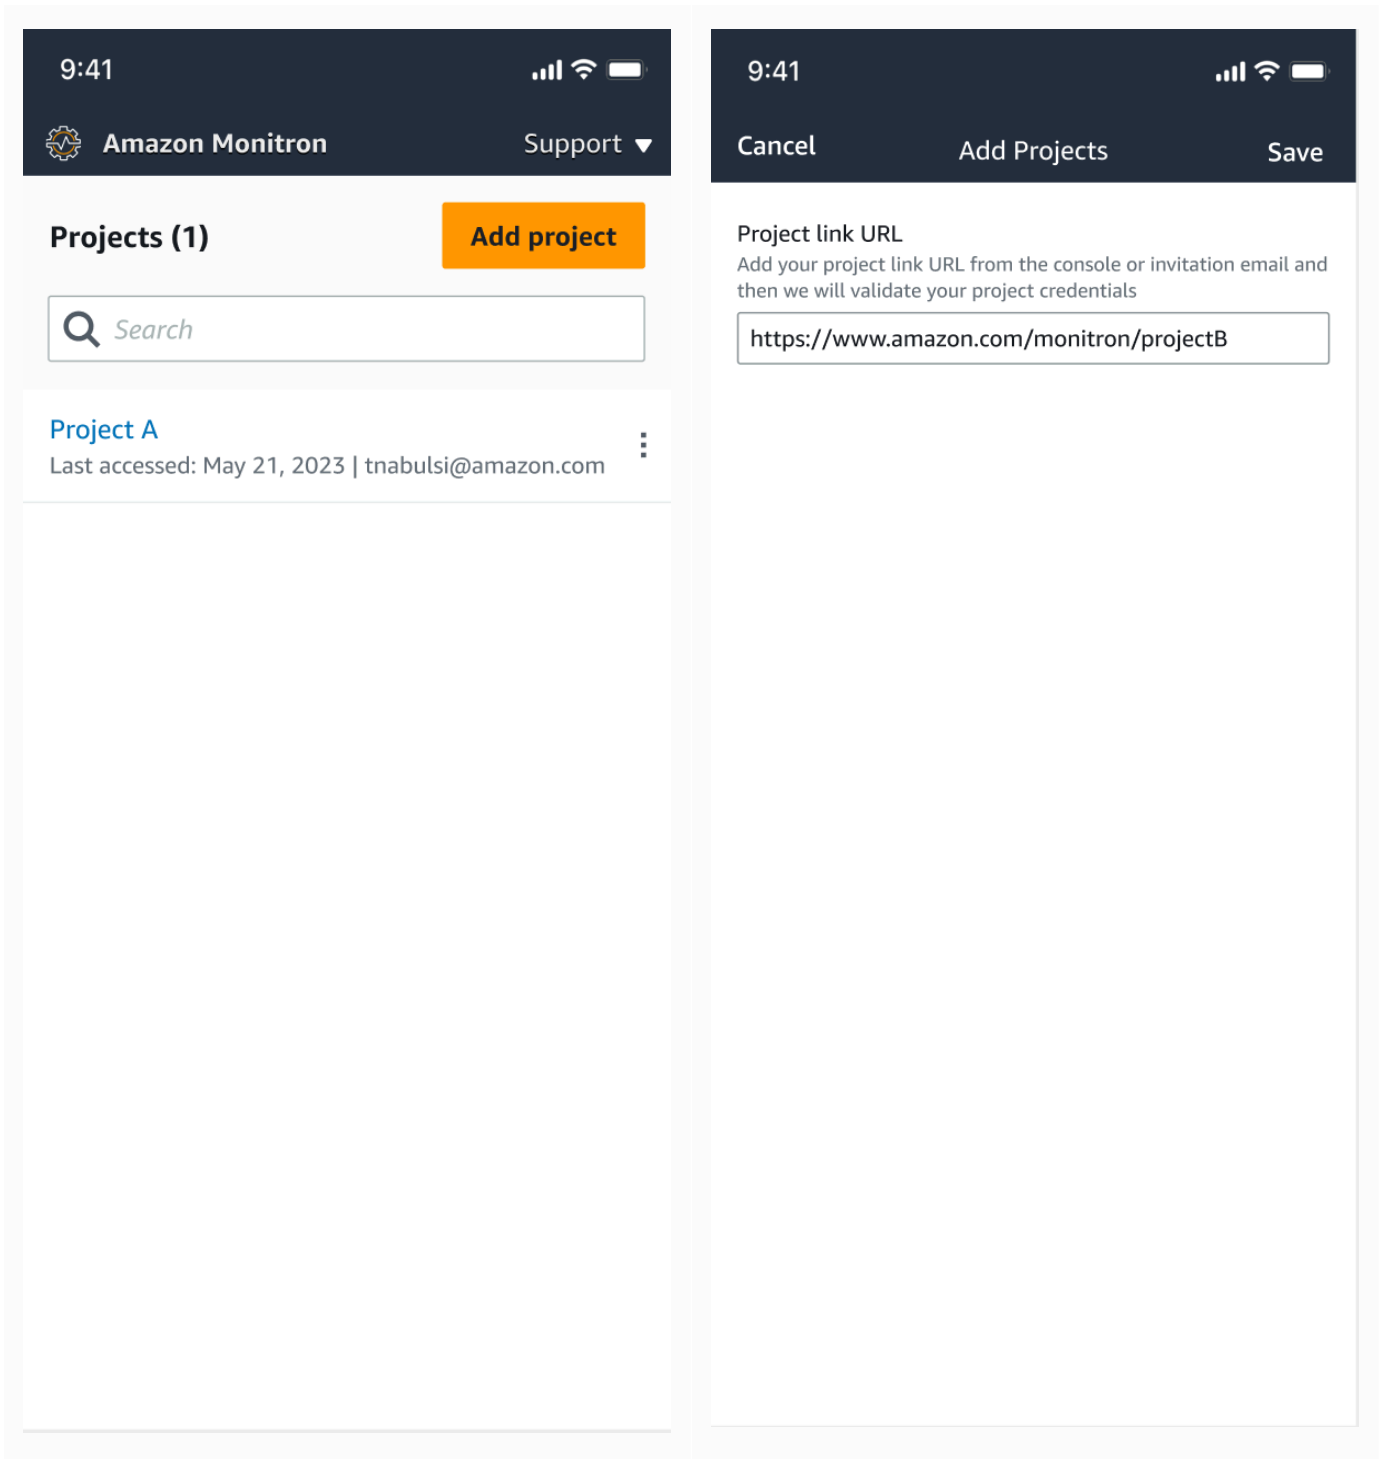 9:41
Amazon Monitron
Support
Projects (1)
Add project
Search
Project A
Last accessed: May 21, 2023 | tnabulsi@amazon.com
9:41
Cancel
Add Projects
Save
Project link URL
Add your project link URL from the console or invitation email and
then we will validate your project credentials
https://www.amazon.com/monitron/projectB